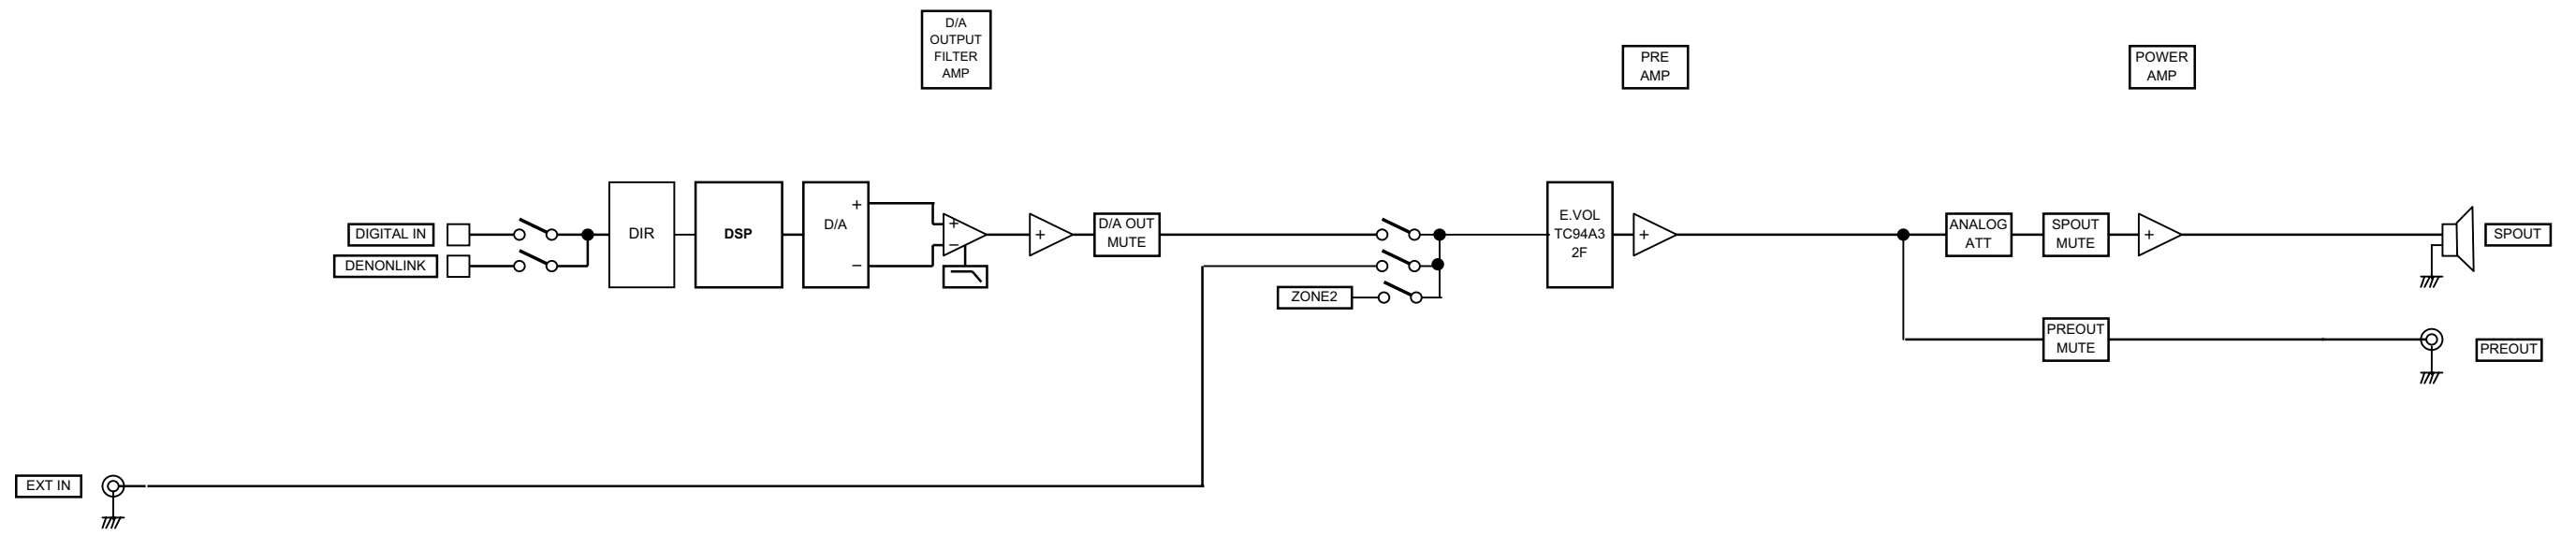 D/A
OUTPUT
FILTER
AMP
PRE
AMP
POWER
AMP
DIGITAL IN
DENONLINK
DIR
DSP
D/A
+
−
+
−
+
D/A OUT
MUTE
ZONE2
E.VOL
TC94A3
2F
+
ANALOG
ATT
SPOUT
MUTE
+
SPOUT
PREOUT
MUTE
PREOUT
EXT IN